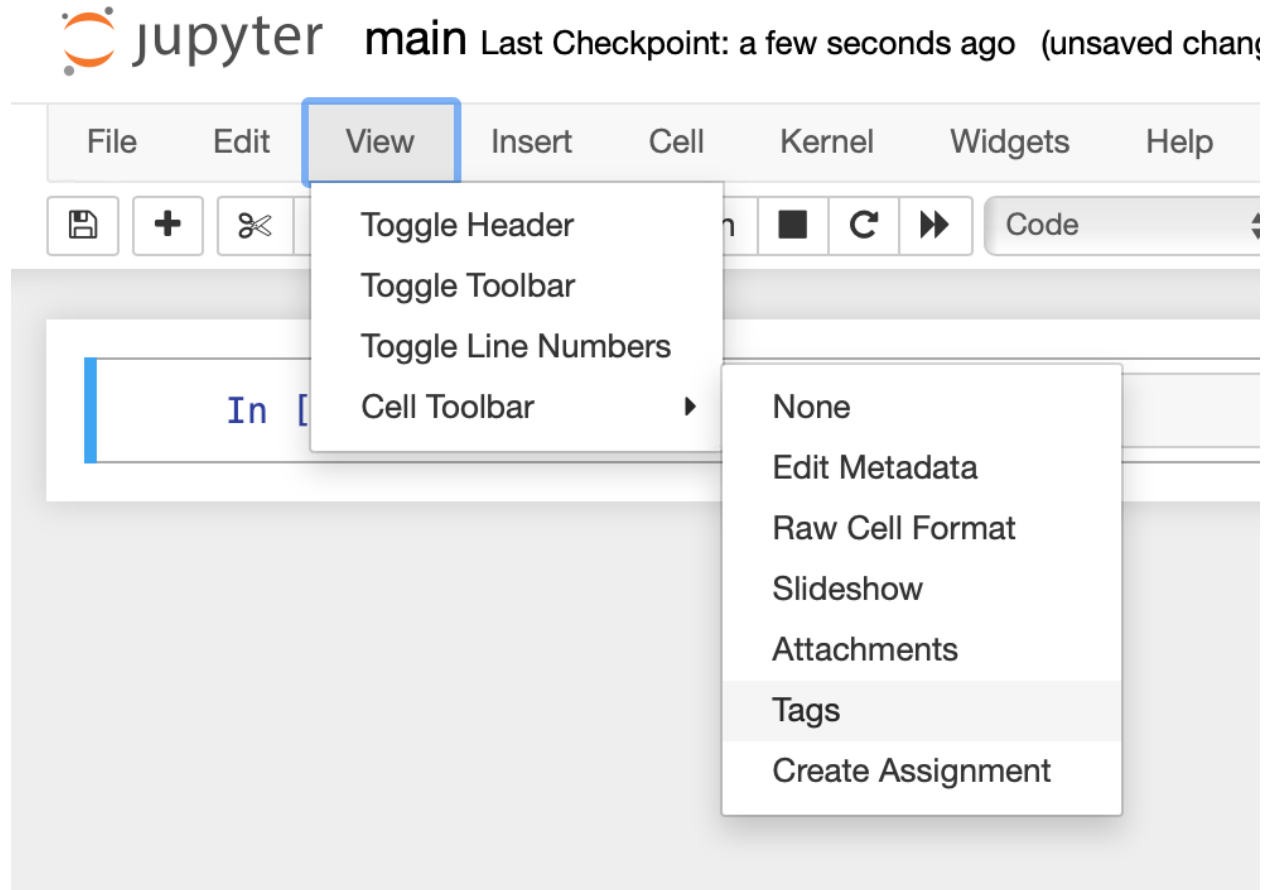 jupyter main Last Checkpoint: a few seconds ago (unsaved
File Edit View Insert Cell Kernel Widgets Help
Code
Toggle Header
Toggle Toolbar
Toggle Line Numbers
Cell Toolbar
In [
None
Edit Metadata
Raw Cell Format
Slideshow
Attachments
Tags
Create Assignment